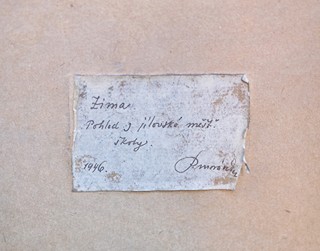 Zima.
Pohled z jílovské měšť.
školy.
1946.